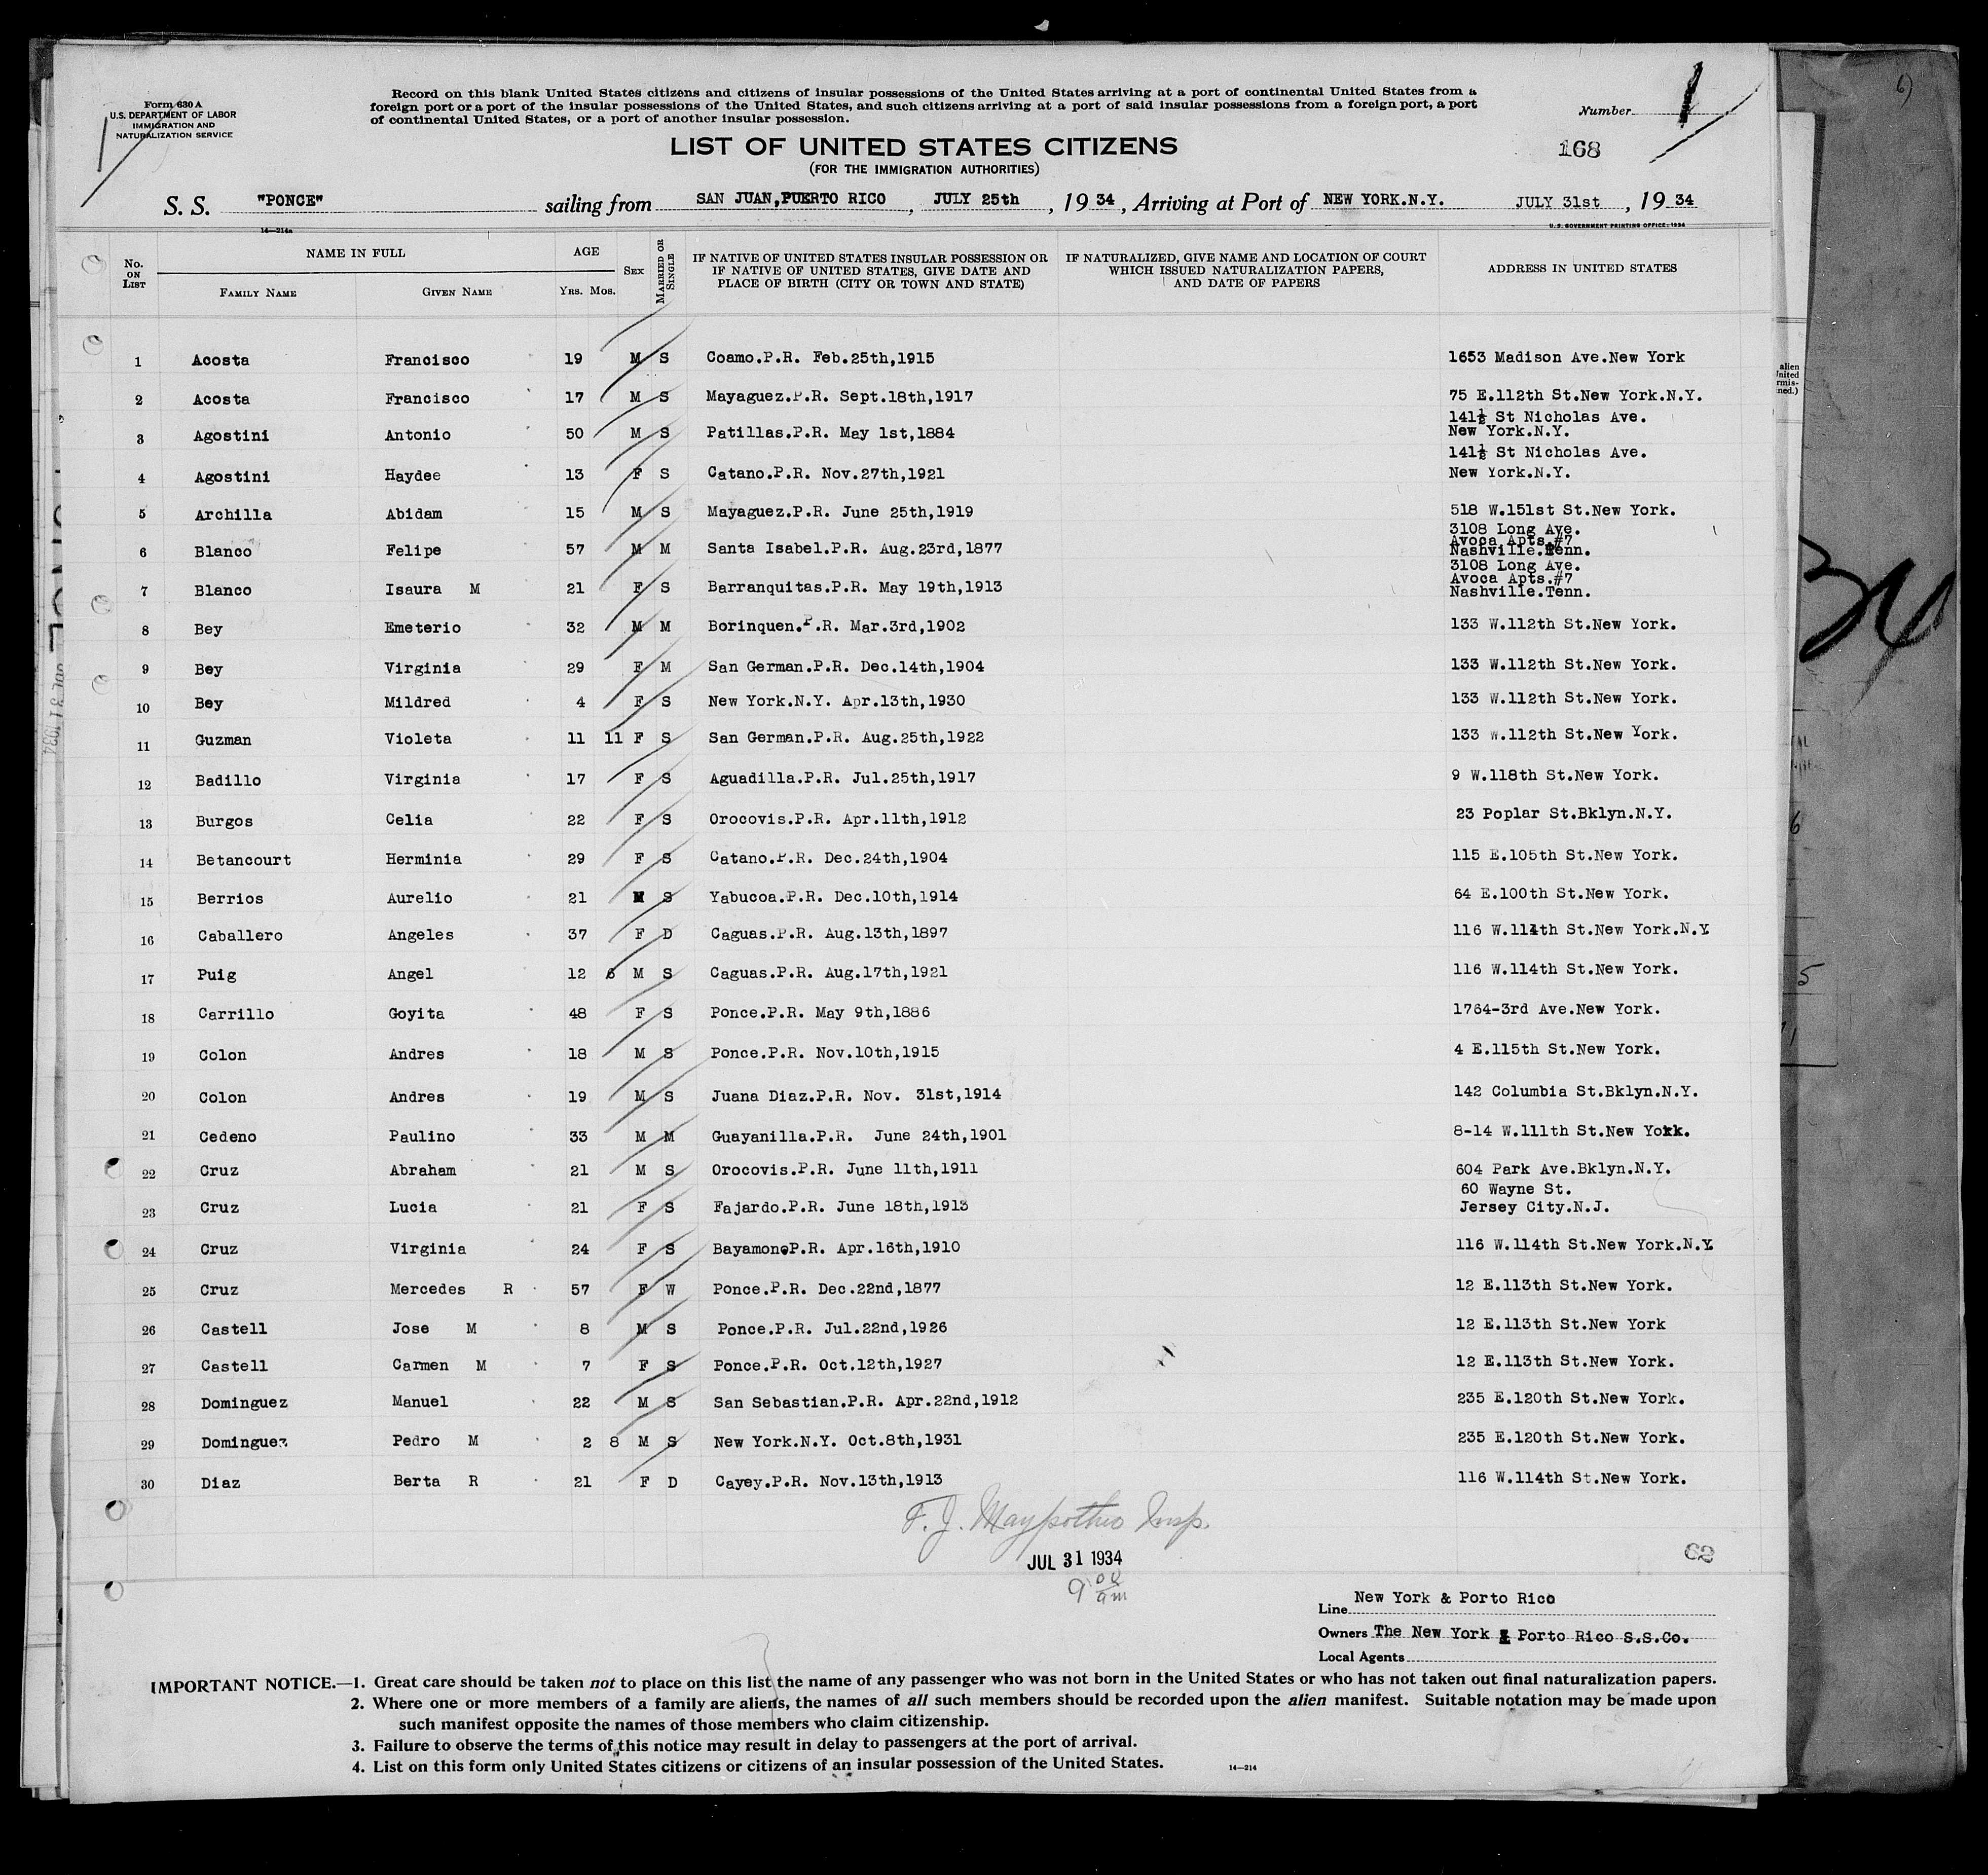 Form 630 A
U.S. DEPARTMENT OF LABOR
IMMIGRATION AND
NATURALIZATION SERVICE
Record on this blank United States citizens and citizens of insular possessions of the United States arriving at a port of continental United States from a
foreign port or a port of the insular possessions of the United States, and such citizens arriving at a port of said insular possessions from a foreign port, a port
of continental United States, or a port of another insular possession.
Number 1
168
LIST OF UNITED STATES CITIZENS
(FOR THE IMMIGRATION AUTHORITIES)
S. S. "PONCE" sailing from SAN JUAN,PUERTO RICO, JULY 25th, 19 34, Arriving at Port of NEW YORK.N.Y. JULY 31st, 19 34
14—214a
U.S. GOVERNMENT PRINTING OFFICE: 1934
No. ON LIST NAME IN FULL FAMILY NAME GIVEN NAME AGE YRS. MOS. SEX MARRIED OR SINGLE IF NATIVE OF UNITED STATES INSULAR POSSESSION OR IF NATIVE OF UNITED STATES, GIVE DATE AND PLACE OF BIRTH (CITY OR TOWN AND STATE) IF NATURALIZED, GIVE NAME AND LOCATION OF COURT WHICH ISSUED NATURALIZATION PAPERS, AND DATE OF PAPERS ADDRESS IN UNITED STATES
1 Acosta Francisco 19 M S Coamo.P.R. Feb.25th,1915 1653 Madison Ave.New York
2 Acosta Francisco 17 M S Mayaguez.P.R. Sept.18th,1917 75 E.112th St.New York.N.Y.
3 Agostini Antonio 50 M S Patillas.P.R. May 1st,1884 141½ St Nicholas Ave. New York.N.Y.
4 Agostini Haydee 13 F S Catano.P.R. Nov.27th,1921 141½ St Nicholas Ave. New York.N.Y.
5 Archilla Abidam 15 M S Mayaguez.P.R. June 25th,1919 518 W.151st St.New York.
6 Blanco Felipe 57 M M Santa Isabel.P.R. Aug.23rd,1877 3108 Long Ave. Avoca Apts.#7 Nashville.Tenn.
7 Blanco Isaura M 21 F S Barranquitas.P.R. May 19th,1913 3108 Long Ave. Avoca Apts.#7 Nashville.Tenn.
8 Bey Emeterio 32 M M Borinquen.P.R. Mar.3rd,1902 133 W.112th St.New York.
9 Bey Virginia 29 F M San German.P.R. Dec.14th,1904 133 W.112th St.New York.
10 Bey Mildred 4 F S New York.N.Y. Apr.13th,1930 133 W.112th St.New York.
11 Guzman Violeta 11 11 F S San German.P.R. Aug.25th,1922 133 W.112th St.New York.
12 Badillo Virginia 17 F S Aguadilla.P.R. Jul.25th,1917 9 W.118th St.New York.
13 Burgos Celia 22 F S Orocovis.P.R. Apr.11th,1912 23 Poplar St.Bklyn.N.Y.
14 Betancourt Herminia 29 F S Catano.P.R. Dec.24th,1904 115 E.105th St.New York.
15 Berrios Aurelio 21 M S Yabucoa.P.R. Dec.10th,1914 64 E.100th St.New York.
16 Caballero Angeles 37 F D Caguas.P.R. Aug.13th,1897 116 W.114th St.New York.N.Y.
17 Puig Angel 12 6 M S Caguas.P.R. Aug.17th,1921 116 W.114th St.New York.
18 Carrillo Goyita 48 F S Ponce.P.R. May 9th,1886 1764-3rd Ave.New York.
19 Colon Andres 18 M S Ponce.P.R. Nov.10th,1915 4 E.115th St.New York.
20 Colon Andres 19 M S Juana Diaz.P.R. Nov. 31st,1914 142 Columbia St.Bklyn.N.Y.
21 Cedeno Paulino 33 M M Guayanilla.P.R. June 24th,1901 8-14 W.111th St.New York.
22 Cruz Abraham 21 M S Orocovis.P.R. June 11th,1911 604 Park Ave.Bklyn.N.Y.
23 Cruz Lucia 21 F S Fajardo.P.R. June 18th,1913 60 Wayne St. Jersey City.N.J.
24 Cruz Virginia 24 F S Bayamon.P.R. Apr.16th,1910 116 W.114th St.New York.N.Y.
25 Cruz Mercedes R 57 F W Ponce.P.R. Dec.22nd,1877 12 E.113th St.New York.
26 Castell Jose M 8 M S Ponce.P.R. Jul.22nd,1926 12 E.113th St.New York
27 Castell Carmen M 7 F S Ponce.P.R. Oct.12th,1927 12 E.113th St.New York.
28 Dominguez Manuel 22 M S San Sebastian.P.R. Apr.22nd,1912 235 E.120th St.New York.
29 Dominguez Pedro M 2 8 M S New York.N.Y. Oct.8th,1931 235 E.120th St.New York.
30 Diaz Berta R 21 F D Cayey.P.R. Nov.13th,1913 116 W.114th St.New York.
F. J. Insp.
JUL 31 1934
9 00 am
62
Line New York & Porto Rico
Owners The New York & Porto Rico S.S.Co.
Local Agents
IMPORTANT NOTICE.—1. Great care should be taken not to place on this list the name of any passenger who was not born in the United States or who has not taken out final naturalization papers.
2. Where one or more members of a family are aliens, the names of all such members should be recorded upon the alien manifest. Suitable notation may be made upon
such manifest opposite the names of those members who claim citizenship.
3. Failure to observe the terms of this notice may result in delay to passengers at the port of arrival.
4. List on this form only United States citizens or citizens of an insular possession of the United States.
14—214
34